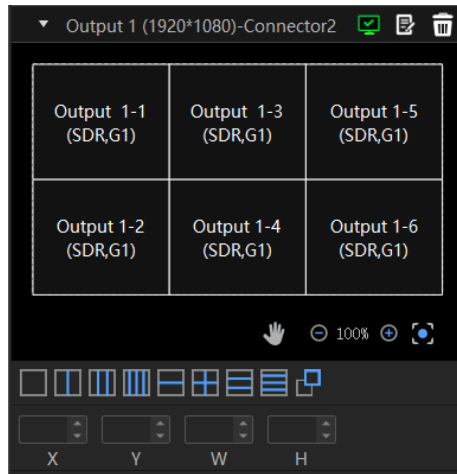 Output 1 (1920*1080)-Connector2
Output 1-1
(SDR,G1)
Output 1-3
(SDR,G1)
Output 1-5
(SDR,G1)
Output 1-2
(SDR,G1)
Output 1-4
(SDR,G1)
Output 1-6
(SDR,G1)
100%
X
Y
W
H